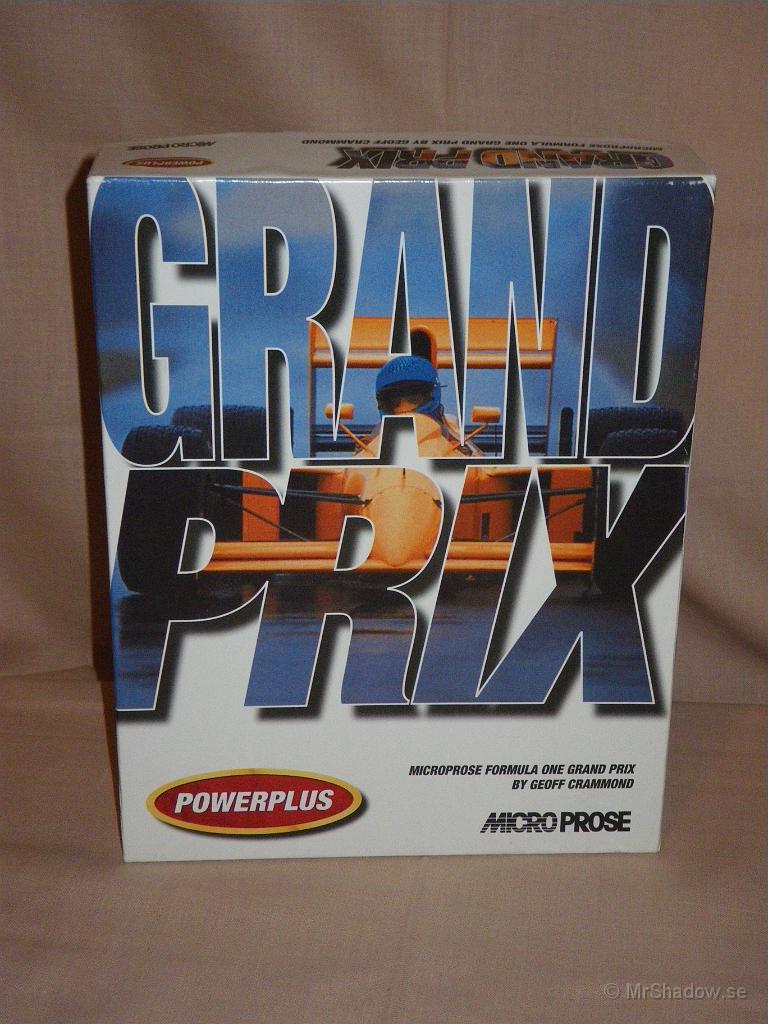 MICROPROSE
POWERPLUS
MICROPROSE FORMULA ONE GRAND PRIX BY GEOFF CRAMMOND
GRAND PRIX
GRAND
PRIX
POWERPLUS
MICROPROSE FORMULA ONE GRAND PRIX
BY GEOFF CRAMMOND
MICROPROSE
© MrShadow.se